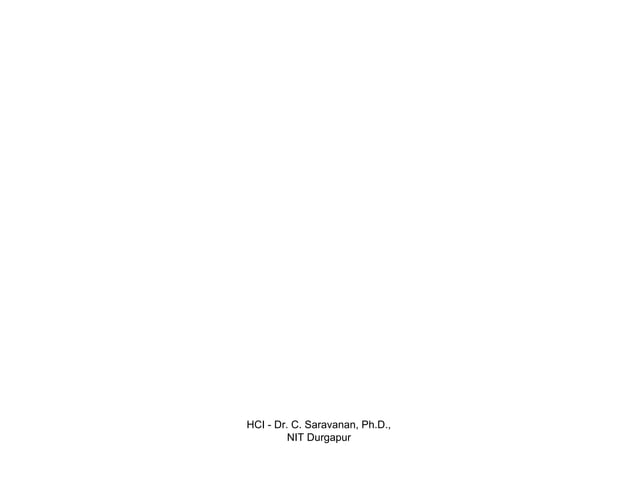 HCI - Dr. C. Saravanan, Ph.D.,
NIT Durgapur